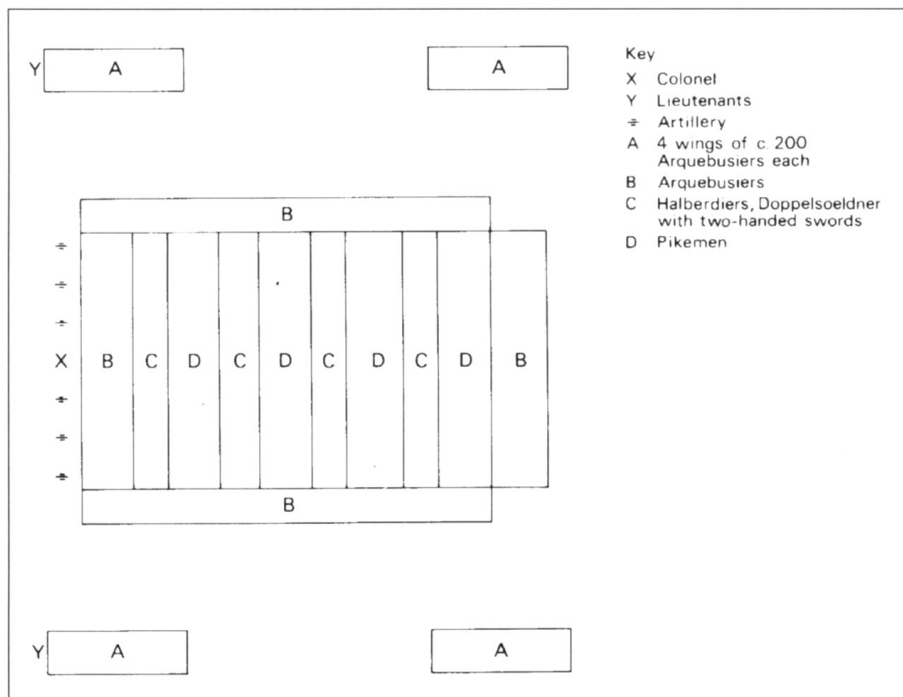 Y A A
B
X B C D C D C D C D B
B
Y A A
Key
X Colonel
Y Lieutenants
Artillery
A 4 wings of c. 200
Arquebusiers each
B Arquebusiers
C Halberdiers, Doppelsoeldner
with two-handed swords
D Pikemen